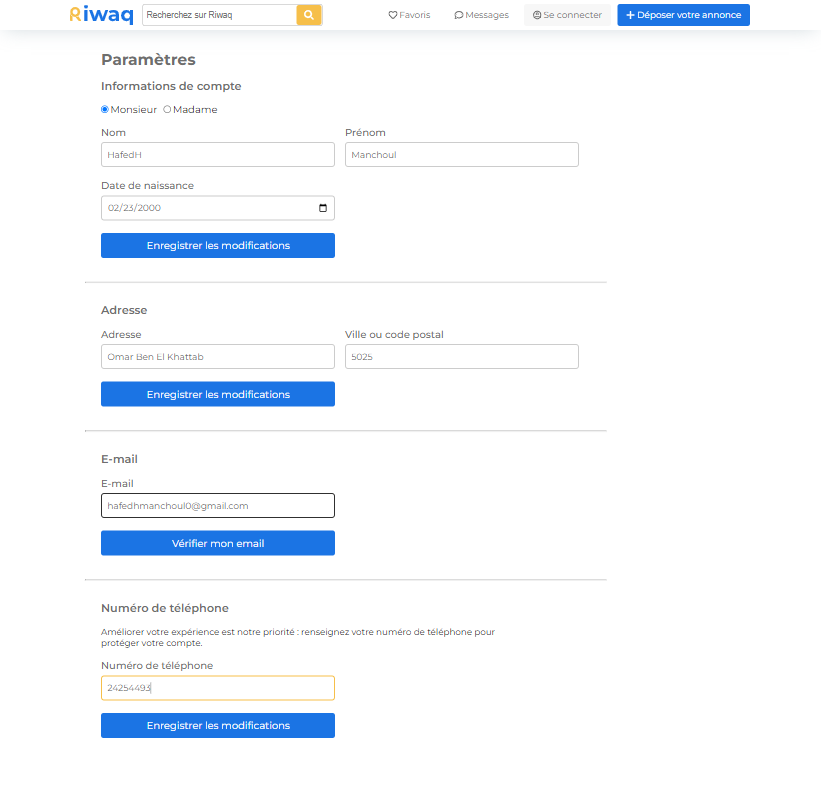 Riwaq
Recherchez sur Riwaq
Favoris
Messages
Se connecter
Déposer votre annonce
Paramètres
Informations de compte
Monsieur Madame
Nom Prénom
HafedH Manchoul
Date de naissance
02/23/2000
Enregistrer les modifications
Adresse
Adresse Ville ou code postal
Omar Ben El Khattab 5025
Enregistrer les modifications
E-mail
E-mail
hafedhmanchoul0@gmail.com
Vérifier mon email
Numéro de téléphone
Améliorer votre expérience est notre priorité : renseignez votre numéro de téléphone pour
protéger votre compte.
Numéro de téléphone
24254493
Enregistrer les modifications